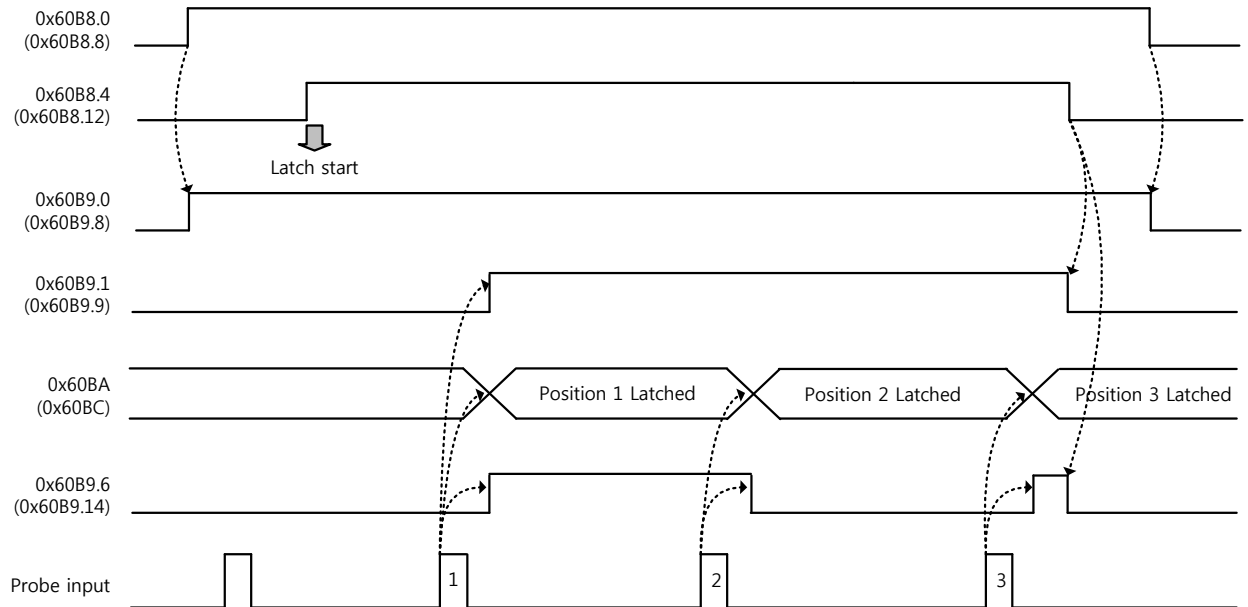 0x60B8.0
(0x60B8.8)
0x60B8.4
(0x60B8.12)
Latch start
0x60B9.0
(0x60B9.8)
0x60B9.1
(0x60B9.9)
0x60BA
(0x60BC)
Position 1 Latched
Position 2 Latched
Position 3 Latched
0x60B9.6
(0x60B9.14)
Probe input
1
2
3